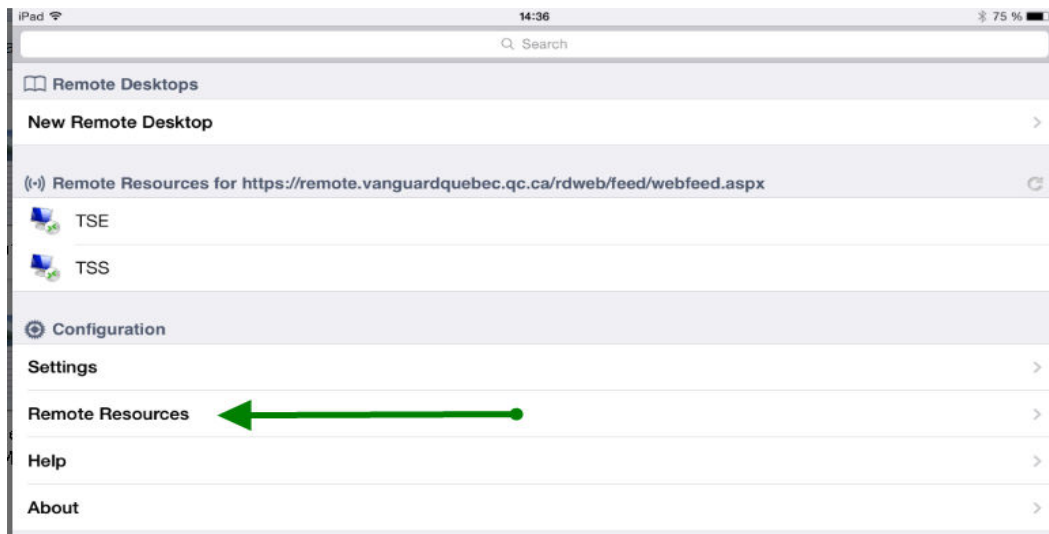 iPad 14:36 75 %
Search
Remote Desktops
New Remote Desktop
Remote Resources for https://remote.vanguardquebec.qc.ca/rdweb/feed/webfeed.aspx
TSE
TSS
Configuration
Settings
Remote Resources
Help
About